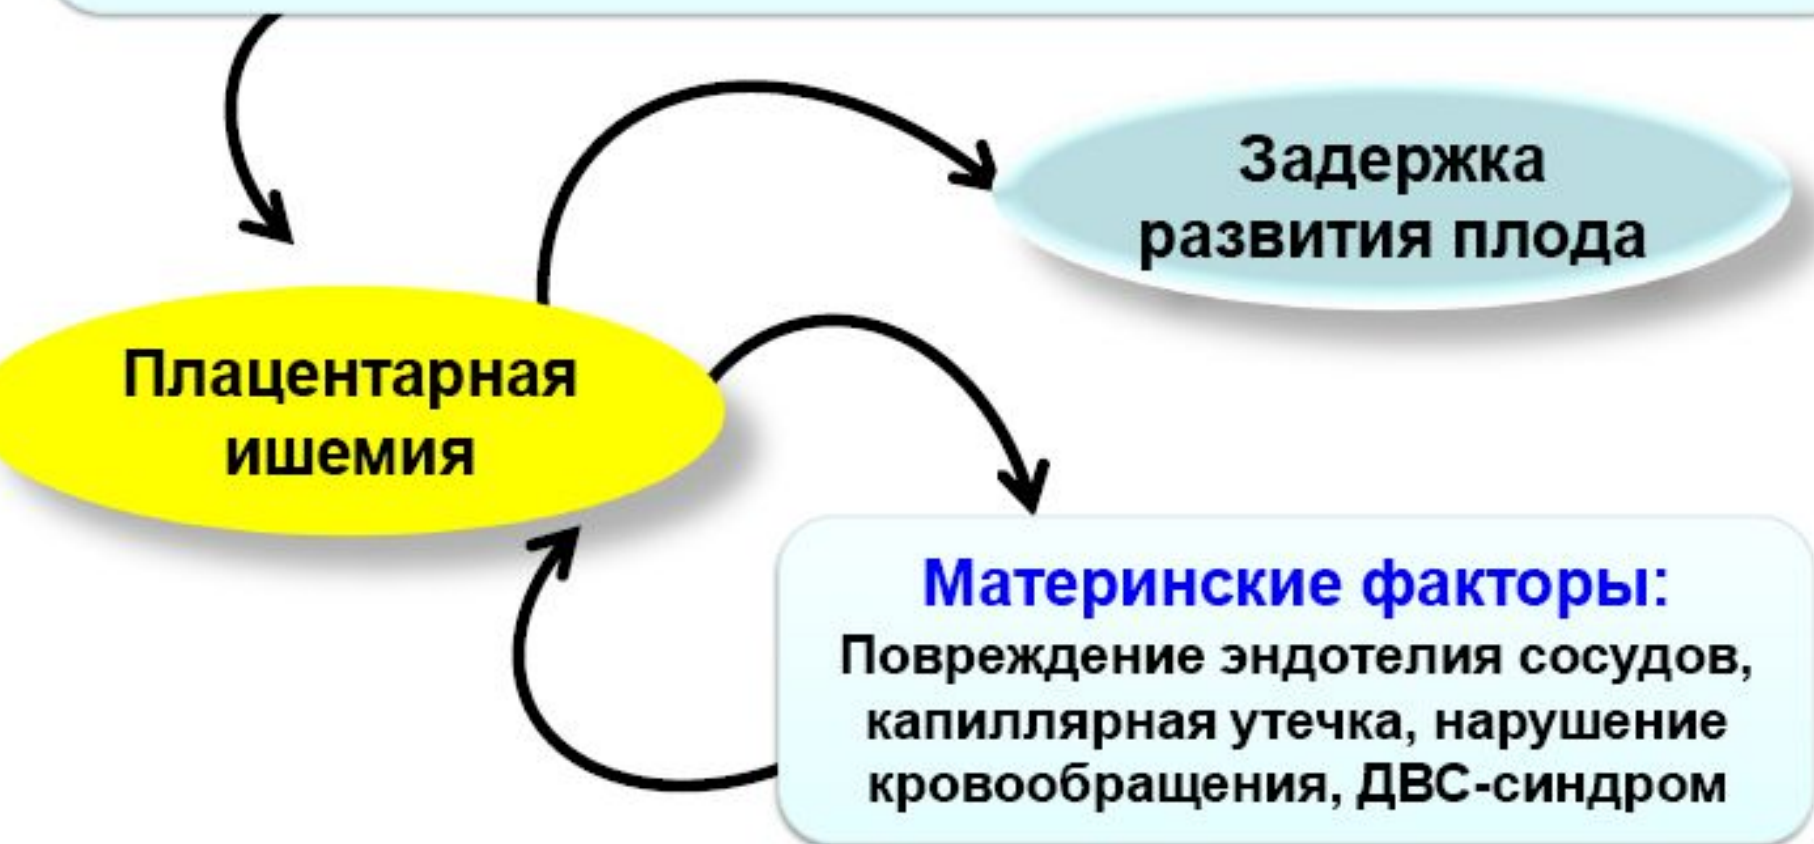 Задержка
развития плода
Плацентарная
ишемия
Материнские факторы:
Повреждение эндотелия сосудов,
капиллярная утечка, нарушение
кровообращения, ДВС-синдром